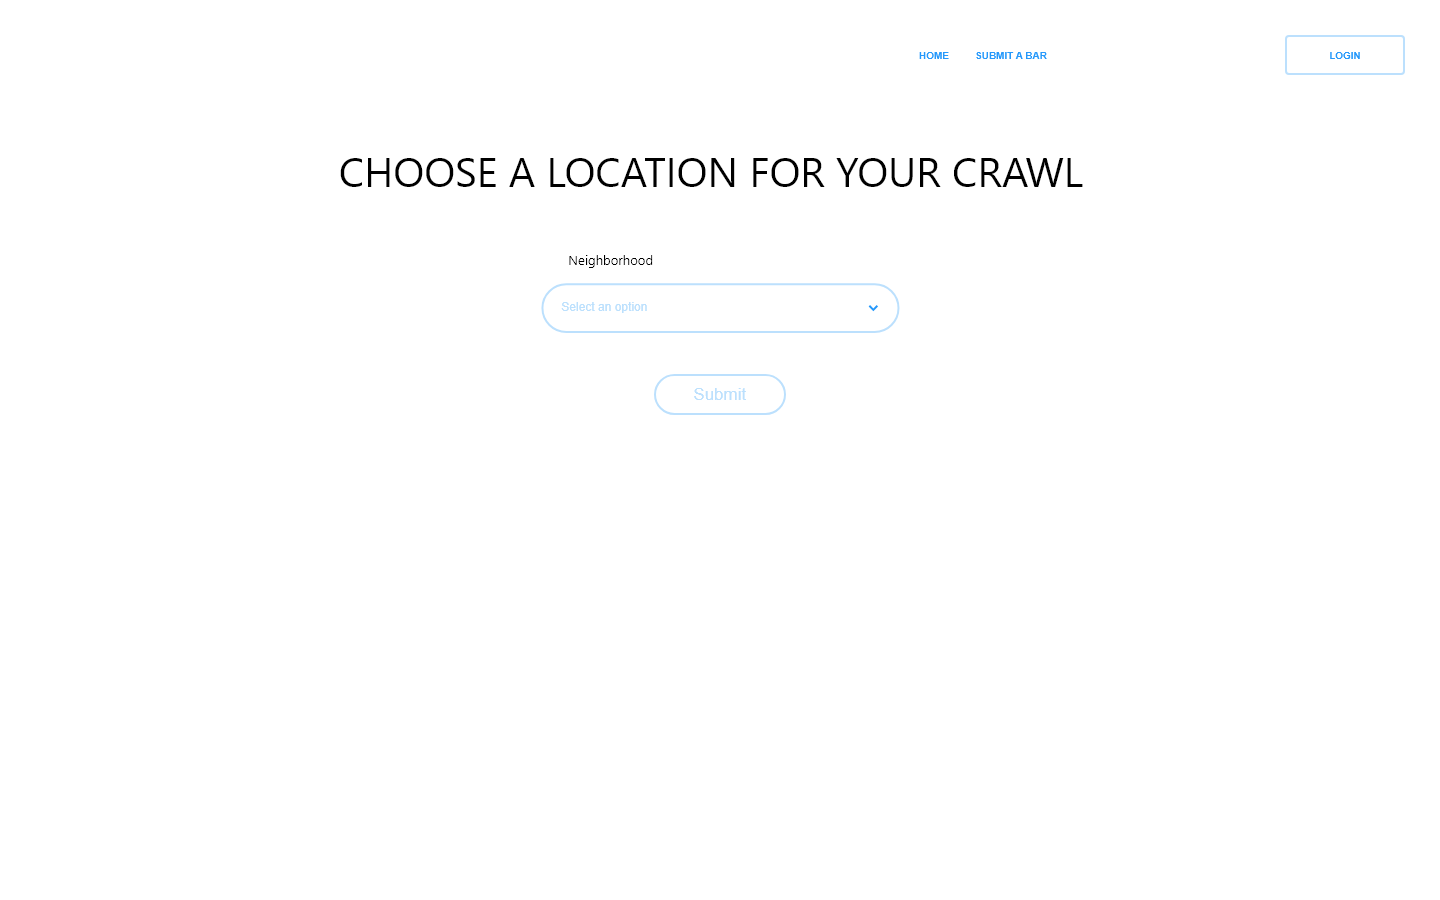 HOME SUBMIT A BAR LOGIN
CHOOSE A LOCATION FOR YOUR CRAWL
Neighborhood
Select an option
Submit